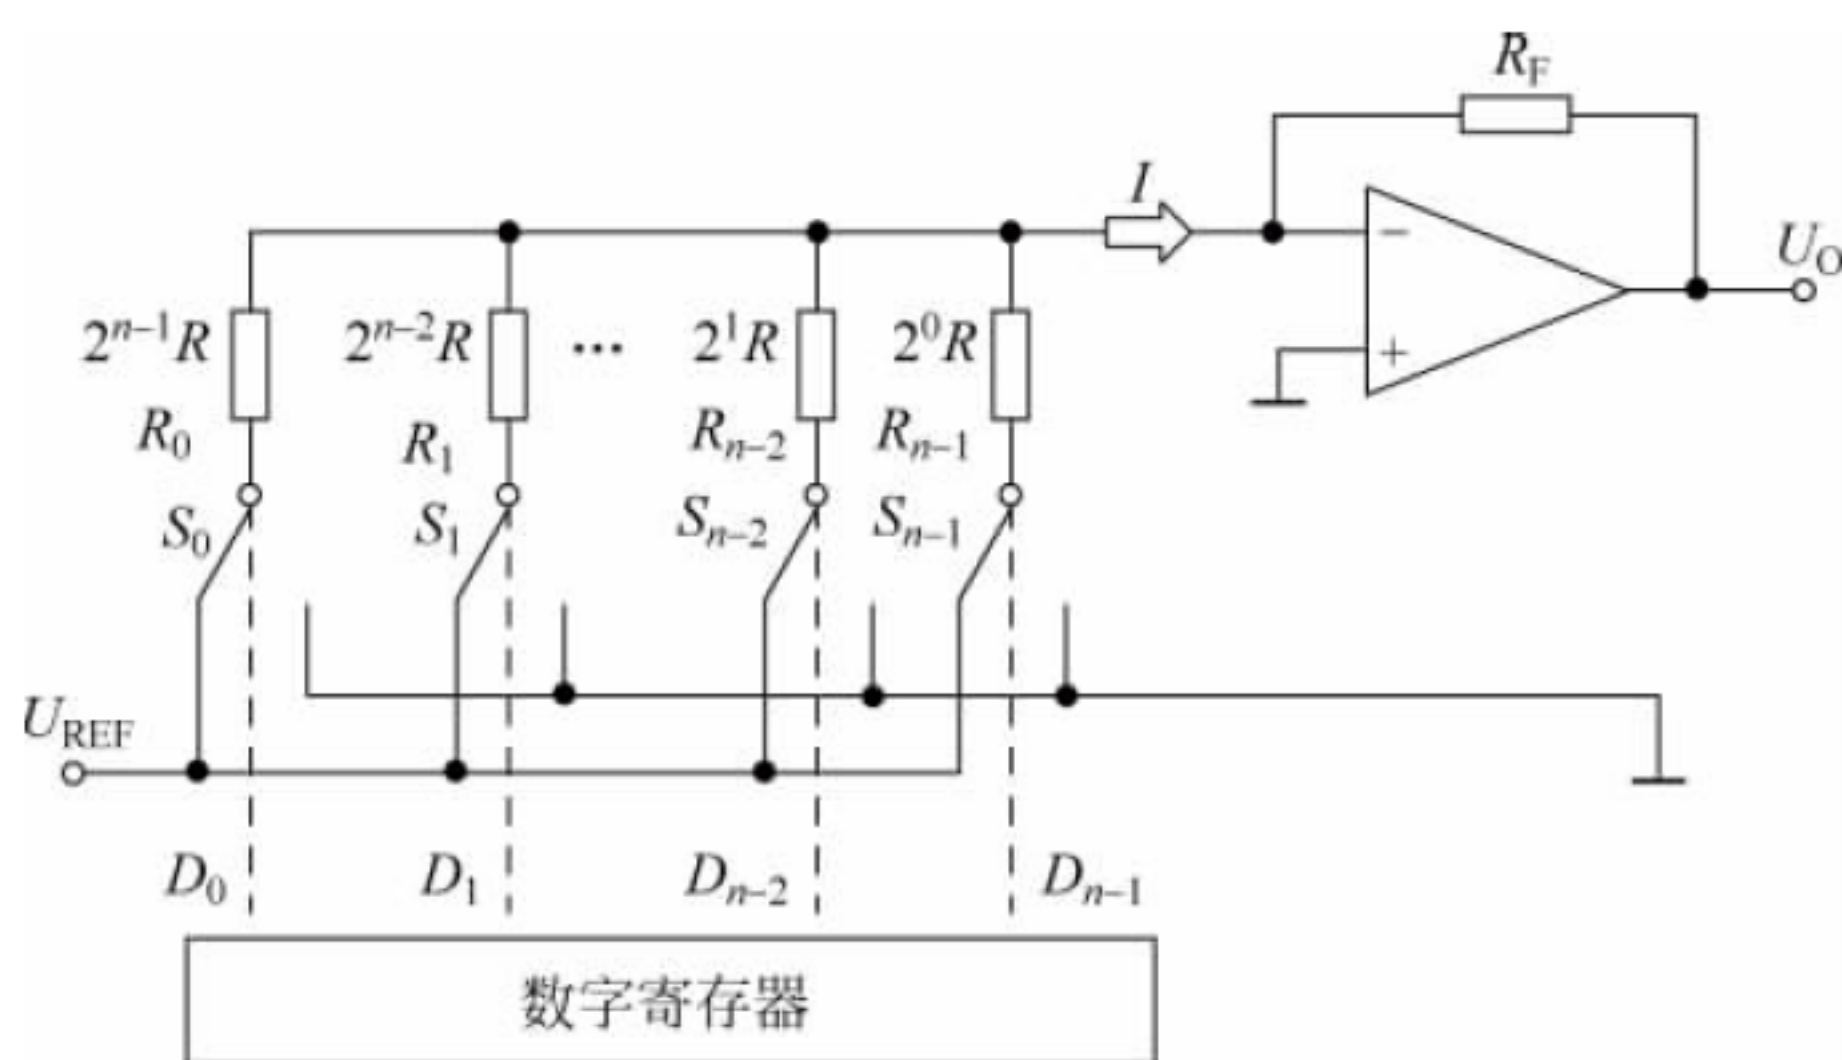 R_F
I
U_O
− +
2^{n−1}R 2^{n−2}R ... 2^1R 2^0R
R_0 R_1 R_{n−2} R_{n−1}
S_0 S_1 S_{n−2} S_{n−1}
U_REF
D_0 D_1 D_{n−2} D_{n−1}
数字寄存器